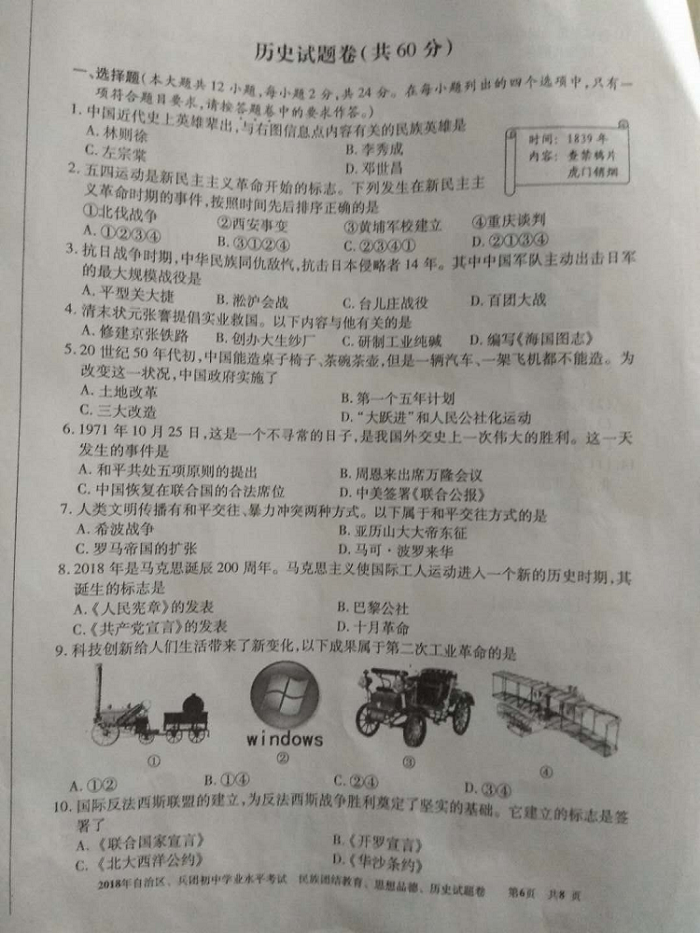 历史试题卷(共60分)
一、选择题(本大题共12小题,每小题2分,共24分。在每小题列出的四个选项中,只有一
项符合题目要求,请按答题卷中的要求作答。)
1. 中国近代史上英雄辈出,与右图信息点内容有关的民族英雄是
A. 林则徐 B. 李秀成
C. 左宗棠 D. 邓世昌
时间: 1839年
内容: 查禁鸦片
虎门销烟
2. 五四运动是新民主主义革命开始的标志。下列发生在新民主主
义革命时期的事件,按照时间先后排序正确的是
①北伐战争 ②西安事变 ③黄埔军校建立 ④重庆谈判
A. ①②③④ B. ③①②④ C. ②③④① D. ②①③④
3. 抗日战争时期,中华民族同仇敌忾,抗击日本侵略者14年。其中中国军队主动出击日军
的最大规模战役是
A. 平型关大捷 B. 淞沪会战 C. 台儿庄战役 D. 百团大战
4. 清末状元张謇提倡实业救国。以下内容与他有关的是
A. 修建京张铁路 B. 创办大生纱厂 C. 研制工业纯碱 D. 编写《海国图志》
5. 20世纪50年代初,中国能造桌子椅子、茶碗茶壶,但是一辆汽车、一架飞机都不能造。为
改变这一状况,中国政府实施了
A. 土地改革 B. 第一个五年计划
C. 三大改造 D. “大跃进”和人民公社化运动
6. 1971年10月25日,这是一个不寻常的日子,是我国外交史上一次伟大的胜利。这一天
发生的事件是
A. 和平共处五项原则的提出 B. 周恩来出席万隆会议
C. 中国恢复在联合国的合法席位 D. 中美签署《联合公报》
7. 人类文明传播有和平交往、暴力冲突两种方式。以下属于和平交往方式的是
A. 希波战争 B. 亚历山大大帝东征
C. 罗马帝国的扩张 D. 马可·波罗来华
8. 2018年是马克思诞辰200周年。马克思主义使国际工人运动进入一个新的历史时期,其
诞生的标志是
A. 《人民宪章》的发表 B. 巴黎公社
C. 《共产党宣言》的发表 D. 十月革命
9. 科技创新给人们生活带来了新变化,以下成果属于第二次工业革命的是
windows
① ② ③ ④
A. ①② B. ①④ C. ②④ D. ③④
10. 国际反法西斯联盟的建立,为反法西斯战争胜利奠定了坚实的基础。它建立的标志是签
署了
A. 《联合国家宣言》 B. 《开罗宣言》
C. 《北大西洋公约》 D. 《华沙条约》
2018年自治区、兵团初中学业水平考试 民族团结教育、思想品德、历史试题卷 第6页 共8页